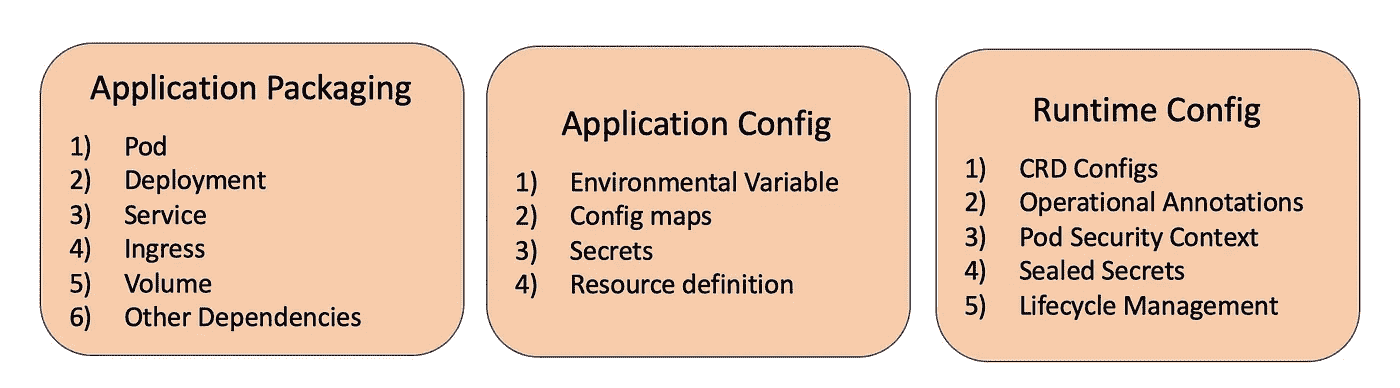 Application Packaging
1) Pod
2) Deployment
3) Service
4) Ingress
5) Volume
6) Other Dependencies
Application Config
1) Environmental Variable
2) Config maps
3) Secrets
4) Resource definition
Runtime Config
1) CRD Configs
2) Operational Annotations
3) Pod Security Context
4) Sealed Secrets
5) Lifecycle Management